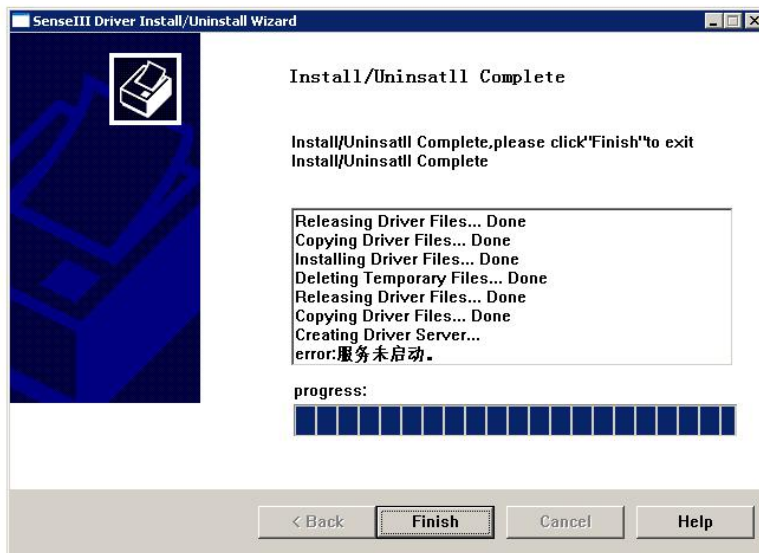 SenseIII Driver Install/Uninstall Wizard
Install/Uninsatll Complete
Install/Uninsatll Complete,please click"Finish"to exit
Install/Uninsatll Complete
Releasing Driver Files... Done
Copying Driver Files... Done
Installing Driver Files... Done
Deleting Temporary Files... Done
Releasing Driver Files... Done
Copying Driver Files... Done
Creating Driver Server...
error:服务未启动。
progress:
< Back Finish Cancel Help